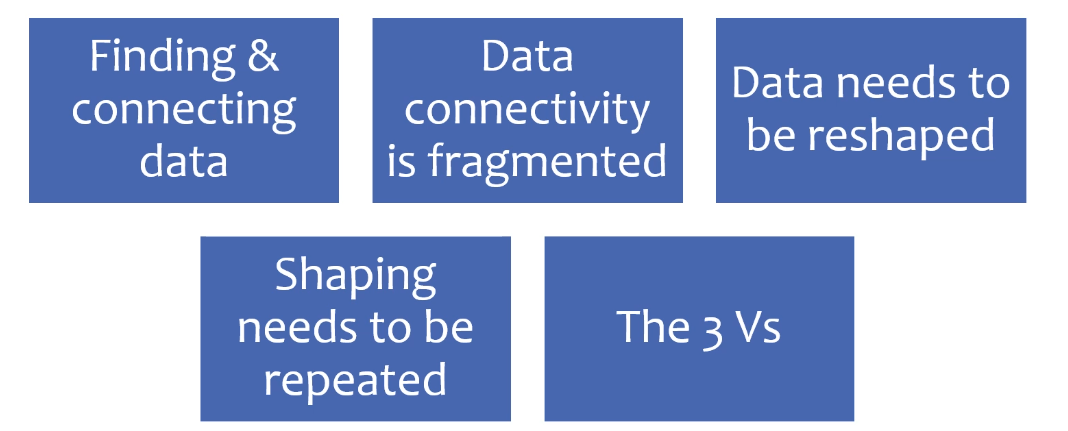 Finding &
connecting
data
Data
connectivity
is fragmented
Data needs to
be reshaped
Shaping
needs to be
repeated
The 3 Vs